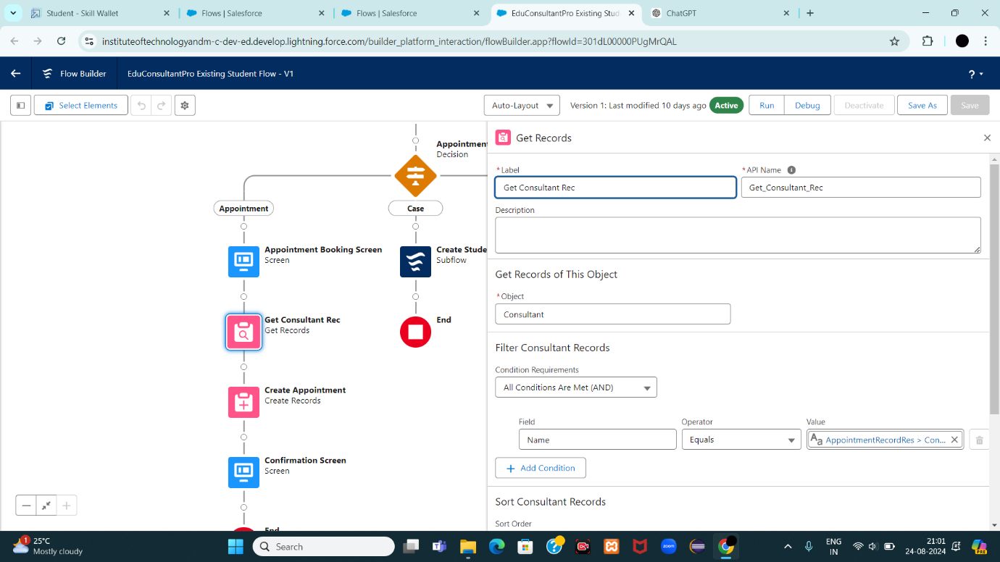 Student - Skill Wallet
Flows | Salesforce
Flows | Salesforce
EduConsultantPro Existing Stud
ChatGPT
instituteoftechnologyandm-c-dev-ed.develop.lightning.force.com/builder_platform_interaction/flowBuilder.app?flowId=301dL00000PUgMrQAL
Flow Builder
EduConsultantPro Existing Student Flow - V1
?
Select Elements
Auto-Layout
Version 1: Last modified 10 days ago
Active
Run
Debug
Deactivate
Save As
Save
Appointment
Decision
Appointment
Case
Appointment Booking Screen
Screen
Create Stude
Subflow
Get Consultant Rec
Get Records
End
Create Appointment
Create Records
Confirmation Screen
Screen
End
Get Records
* Label
* API Name
Get Consultant Rec
Get_Consultant_Rec
Description
Get Records of This Object
* Object
Consultant
Filter Consultant Records
Condition Requirements
All Conditions Are Met (AND)
Field
Operator
Value
Name
Equals
Aa AppointmentRecordRes > Con...
+ Add Condition
Sort Consultant Records
Sort Order
1
25°C
Mostly cloudy
Search
zoom
ENG
IN
21:01
24-08-2024
PRE